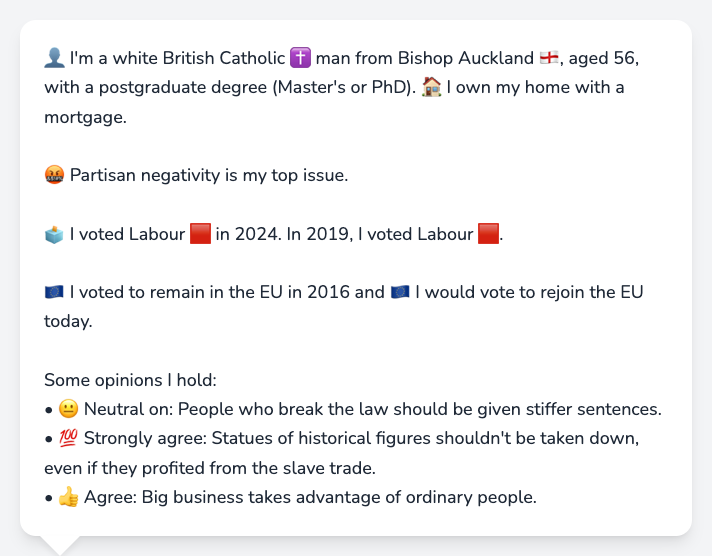 👤 I'm a white British Catholic ✝️ man from Bishop Auckland 🏴󠁧󠁢󠁥󠁮󠁧󠁿, aged 56,
with a postgraduate degree (Master's or PhD). 🏠 I own my home with a
mortgage.
🤬 Partisan negativity is my top issue.
🗳️ I voted Labour 🟥 in 2024. In 2019, I voted Labour 🟥.
🇪🇺 I voted to remain in the EU in 2016 and 🇪🇺 I would vote to rejoin the EU
today.
Some opinions I hold:
• 😐 Neutral on: People who break the law should be given stiffer sentences.
• 💯 Strongly agree: Statues of historical figures shouldn't be taken down,
even if they profited from the slave trade.
• 👍 Agree: Big business takes advantage of ordinary people.